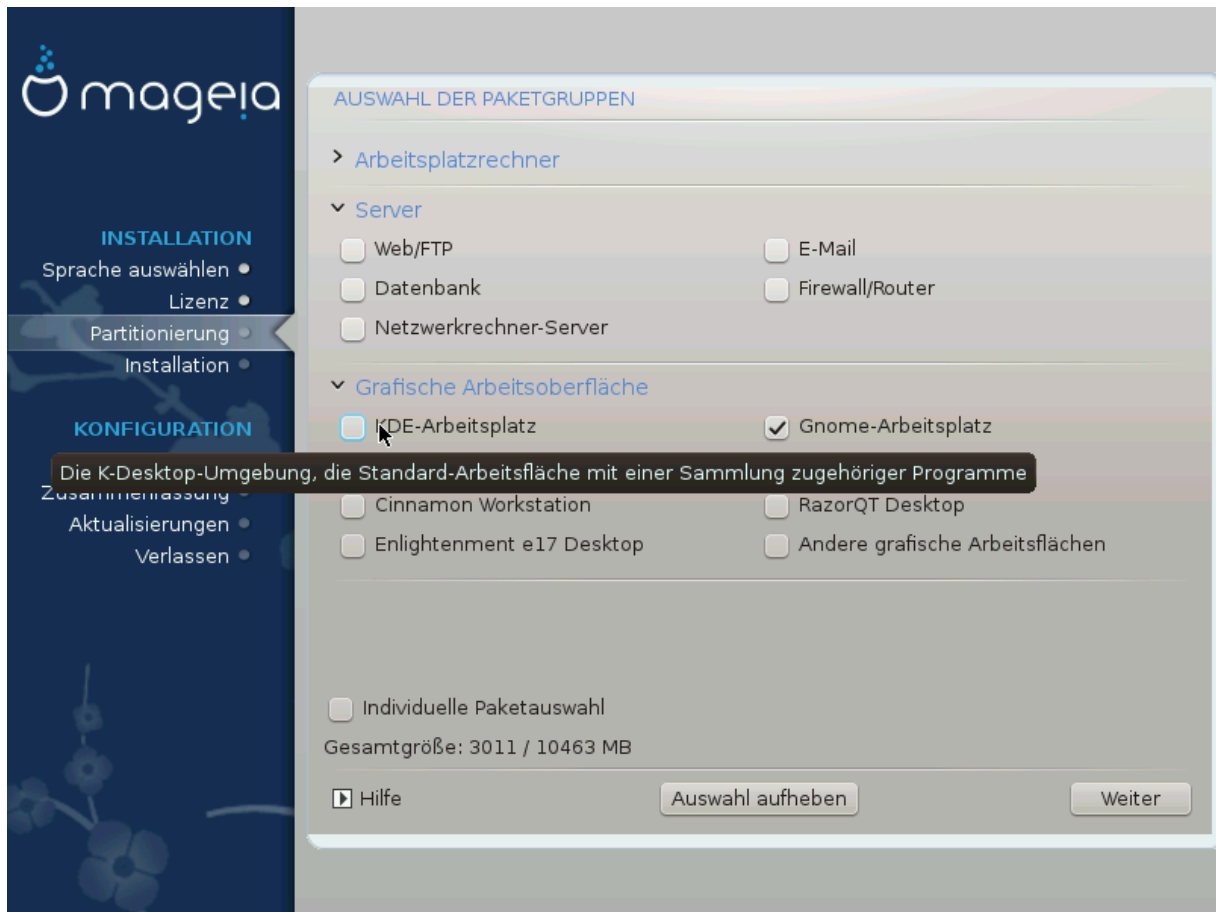 mageia
INSTALLATION
Sprache auswählen
Lizenz
Partitionierung
Installation
KONFIGURATION
Zusammenfassung
Aktualisierungen
Verlassen
AUSWAHL DER PAKETGRUPPEN
Arbeitsplatzrechner
Server
Web/FTP
E-Mail
Datenbank
Firewall/Router
Netzwerkrechner-Server
Grafische Arbeitsoberfläche
KDE-Arbeitsplatz
Gnome-Arbeitsplatz
Die K-Desktop-Umgebung, die Standard-Arbeitsfläche mit einer Sammlung zugehöriger Programme
Cinnamon Workstation
RazorQT Desktop
Enlightenment e17 Desktop
Andere grafische Arbeitsflächen
Individuelle Paketauswahl
Gesamtgröße: 3011 / 10463 MB
Hilfe
Auswahl aufheben
Weiter